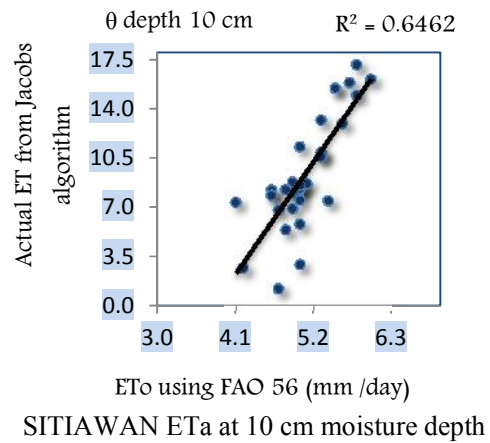 θ depth 10 cm
R² = 0.6462
17.5
14.0
10.5
7.0
3.5
0.0
Actual ET from Jacobs
algorithm
3.0 4.1 5.2 6.3
ETo using FAO 56 (mm /day)
SITIAWAN ETa at 10 cm moisture depth